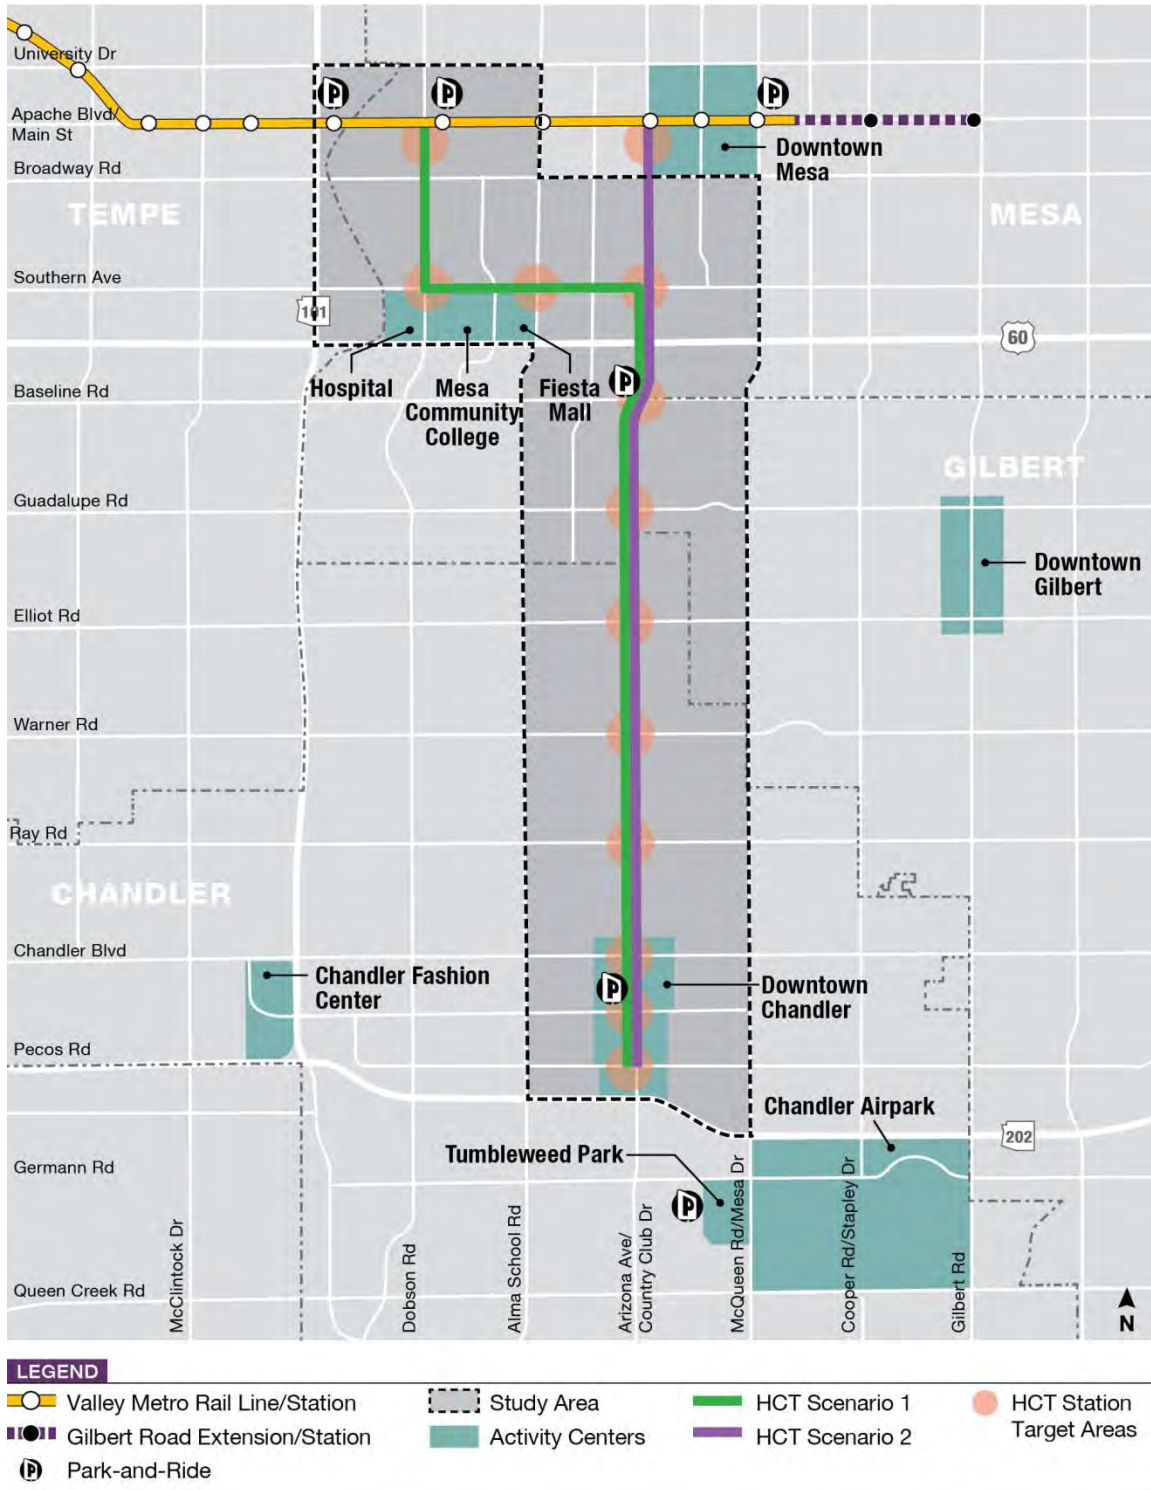 University Dr
Apache Blvd/
Main St
Broadway Rd
Downtown
Mesa
TEMPE
MESA
Southern Ave
101
60
Hospital
Mesa
Community
College
Fiesta
Mall
Baseline Rd
GILBERT
Guadalupe Rd
Downtown
Gilbert
Elliot Rd
Warner Rd
Ray Rd
CHANDLER
Chandler Blvd
Chandler Fashion
Center
Downtown
Chandler
Pecos Rd
Chandler Airpark
202
Tumbleweed Park
Germann Rd
Queen Creek Rd
McClintock Dr
Dobson Rd
Alma School Rd
Arizona Ave/
Country Club Dr
McQueen Rd/Mesa Dr
Cooper Rd/Stapley Dr
Gilbert Rd
N
P
P
P
P
P
P
LEGEND
Valley Metro Rail Line/Station
Gilbert Road Extension/Station
P Park-and-Ride
Study Area
Activity Centers
HCT Scenario 1
HCT Scenario 2
HCT Station
Target Areas